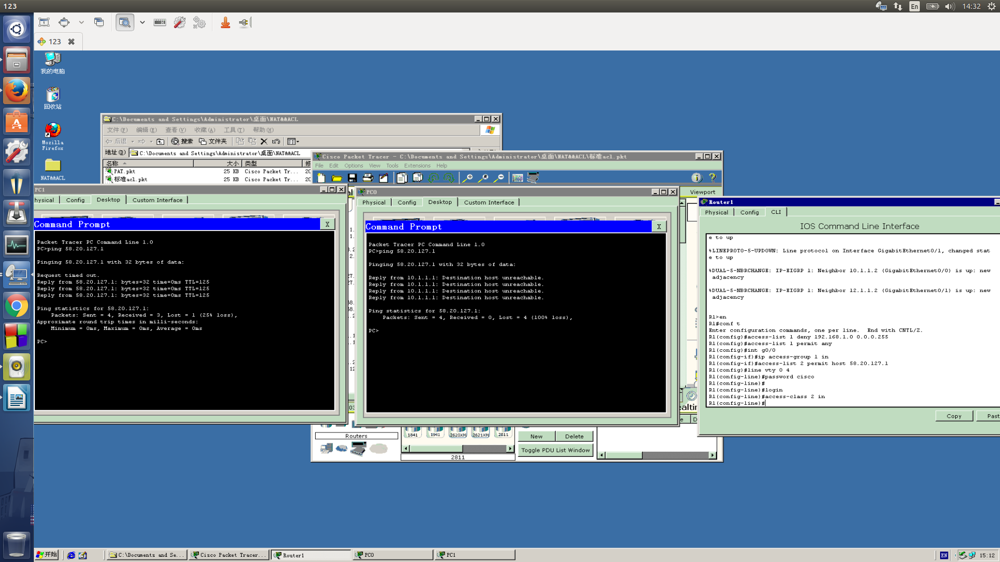 123
En
14:32
123
我的电脑
回收站
Mozilla
Firefox
NAT&&ACL
C:\Documents and Settings\Administrator\桌面\NAT&&ACL
文件(F) 编辑(E) 查看(V) 收藏(A) 工具(T) 帮助(H)
后退 搜索 文件夹
地址(D) C:\Documents and Settings\Administrator\桌面\NAT&&ACL
名称 大小 类型
PAT.pkt 25 KB Cisco Packet Tr... 20
标准acl.pkt 25 KB Cisco Packet Tr... 20
Cisco Packet Tracer - C:\Documents and Settings\Administrator\桌面\NAT&&ACL\标准acl.pkt
File Edit Options View Tools Extensions Help
Viewport
PC1
hysical Config Desktop Custom Interface
Command Prompt X
Packet Tracer PC Command Line 1.0
PC>ping 58.20.127.1
Pinging 58.20.127.1 with 32 bytes of data:
Request timed out.
Reply from 58.20.127.1: bytes=32 time=0ms TTL=125
Reply from 58.20.127.1: bytes=32 time=0ms TTL=125
Reply from 58.20.127.1: bytes=32 time=0ms TTL=125
Ping statistics for 58.20.127.1:
Packets: Sent = 4, Received = 3, Lost = 1 (25% loss),
Approximate round trip times in milli-seconds:
Minimum = 0ms, Maximum = 0ms, Average = 0ms
PC>
PC0
Physical Config Desktop Custom Interface
Command Prompt X
Packet Tracer PC Command Line 1.0
PC>ping 58.20.127.1
Pinging 58.20.127.1 with 32 bytes of data:
Reply from 10.1.1.1: Destination host unreachable.
Reply from 10.1.1.1: Destination host unreachable.
Reply from 10.1.1.1: Destination host unreachable.
Reply from 10.1.1.1: Destination host unreachable.
Ping statistics for 58.20.127.1:
Packets: Sent = 4, Received = 0, Lost = 4 (100% loss),
PC>
Router1
Physical Config CLI
IOS Command Line Interface
e to up
%LINEPROTO-5-UPDOWN: Line protocol on Interface GigabitEthernet0/1, changed stat
e to up
%DUAL-5-NBRCHANGE: IP-EIGRP 1: Neighbor 10.1.1.2 (GigabitEthernet0/0) is up: new
adjacency
%DUAL-5-NBRCHANGE: IP-EIGRP 1: Neighbor 12.1.1.2 (GigabitEthernet0/1) is up: new
adjacency
R1>en
R1#conf t
Enter configuration commands, one per line. End with CNTL/Z.
R1(config)#access-list 1 deny 192.168.1.0 0.0.0.255
R1(config)#access-list 1 permit any
R1(config)#int g0/0
R1(config-if)#ip access-group 1 in
R1(config-if)#access-list 2 permit host 58.20.127.1
R1(config)#line vty 0 4
R1(config-line)#password cisco
R1(config-line)#
R1(config-line)#login
R1(config-line)#access-class 2 in
R1(config-line)#
Copy Past
Routers
1841 1941 2620XM 2621XM 2811
2811
New Delete
Toggle PDU List Window
开始
C:\Documents and Se...
Cisco Packet Tracer...
Router1
PC0
PC1
EN
15:12